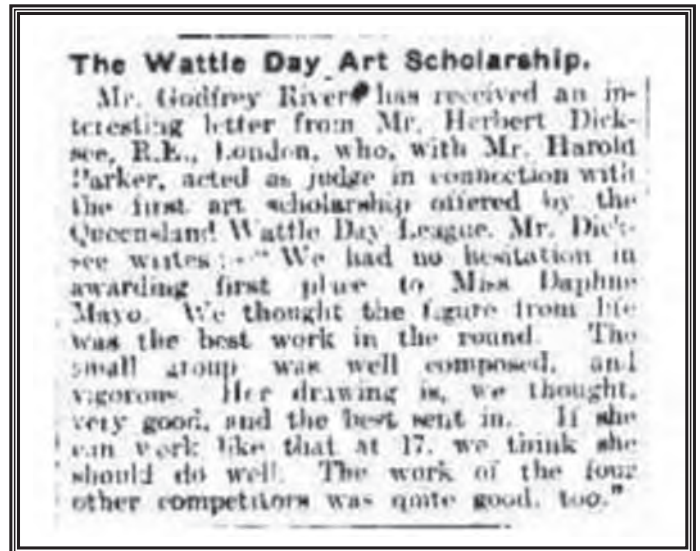 The Wattle Day Art Scholarship.
Mr. Godfrey Rivers has received an in-
teresting letter from Mr. Herbert Dick-
see, R.E., London, who, with Mr. Harold
Parker, acted as judge in connection with
the first art scholarship offered by the
Queensland Wattle Day League. Mr. Dick-
see writes:—"We had no hesitation in
awarding first place to Miss Daphne
Mayo. We thought the figure from life
was the best work in the round. The
small group was well composed, and
vigorous. Her drawing is, we thought,
very good, and the best sent in. If she
can work like that at 17, we think she
should do well. The work of the four
other competitors was quite good, too."